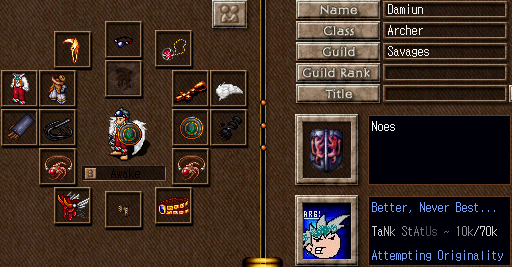 Name Damiun
Class Archer
Guild Savages
Guild Rank
Title
Noes
Awake
ARG!
Better, Never Best...
TaNk StAtUs ~ 10k/70k
Attempting Originality